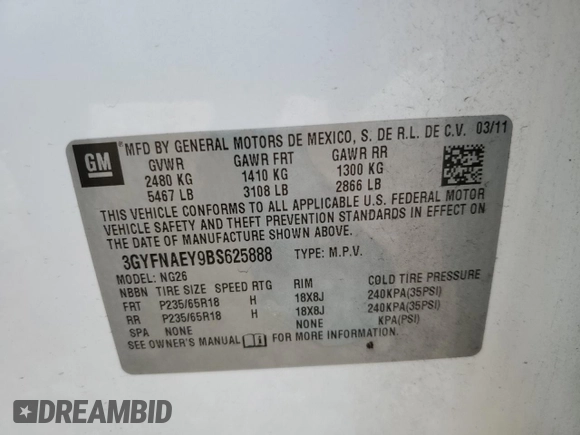 GM
MFD BY GENERAL MOTORS DE MEXICO, S. DE R.L. DE C.V. 03/11
GVWR GAWR FRT GAWR RR
2480 KG 1410 KG 1300 KG
5467 LB 3108 LB 2866 LB
THIS VEHICLE CONFORMS TO ALL APPLICABLE U.S. FEDERAL MOTOR
VEHICLE SAFETY AND THEFT PREVENTION STANDARDS IN EFFECT ON
THE DATE OF MANUFACTURE SHOWN ABOVE.
3GYFNAEY9BS625888 TYPE: M.P.V.
MODEL: NG26
NBBN TIRE SIZE SPEED RTG RIM COLD TIRE PRESSURE
FRT P235/65R18 H 18X8J 240KPA(35PSI)
RR P235/65R18 H 18X8J 240KPA(35PSI)
SPA NONE NONE KPA(PSI)
SEE OWNER'S MANUAL FOR MORE INFORMATION.
DREAMBID